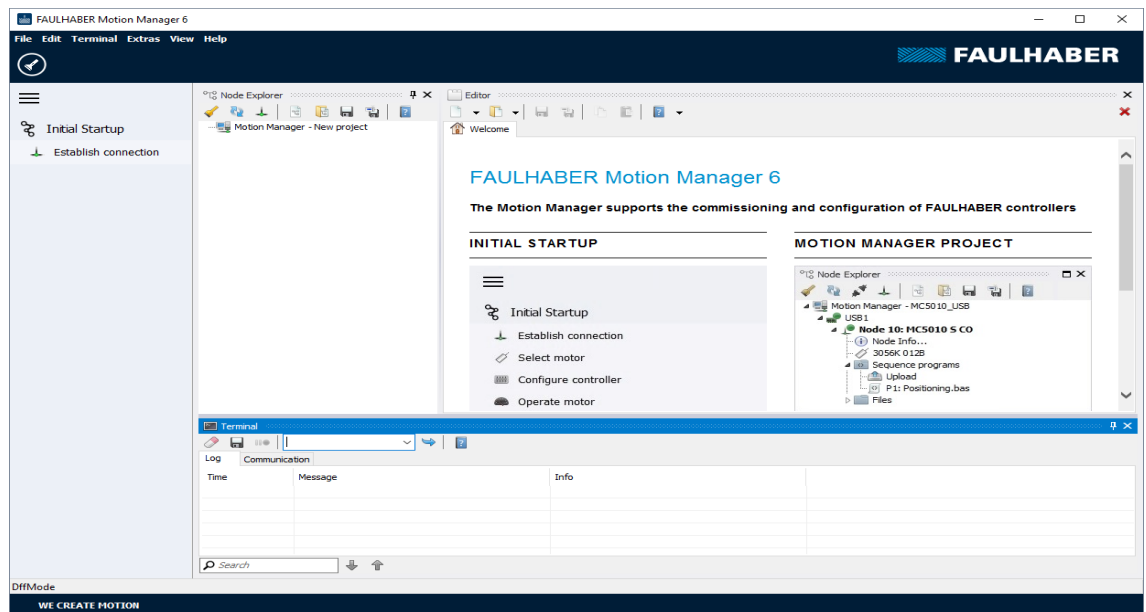 FAULHABER Motion Manager 6
File Edit Terminal Extras View Help
FAULHABER
Initial Startup
Establish connection
Node Explorer
Motion Manager - New project
Editor
Welcome
FAULHABER Motion Manager 6
The Motion Manager supports the commissioning and configuration of FAULHABER controllers
INITIAL STARTUP
Initial Startup
Establish connection
Select motor
Configure controller
Operate motor
MOTION MANAGER PROJECT
Node Explorer
Motion Manager - MC5010_USB
USB1
Node 10: MC5010 S CO
Node Info...
3056K 012B
Sequence programs
Upload
P1: Positioning.bas
Files
Terminal
Log Communication
Time Message Info
Search
DffMode
WE CREATE MOTION